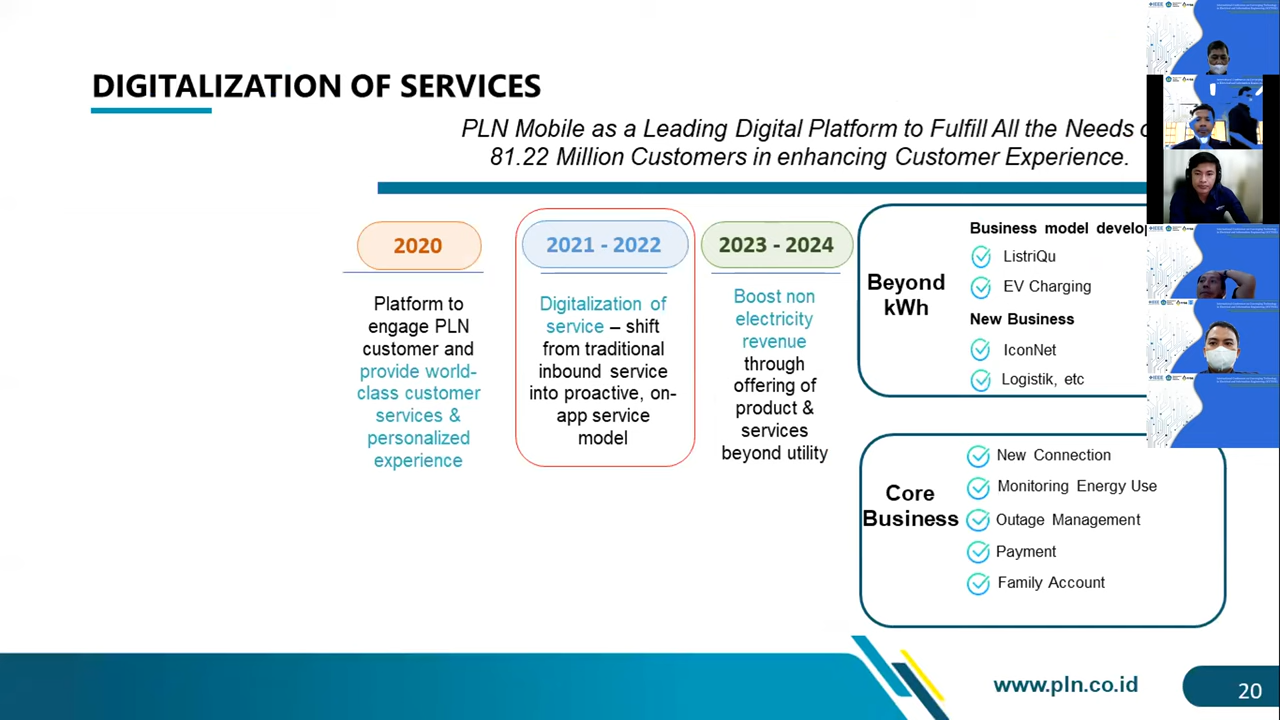 DIGITALIZATION OF SERVICES
PLN Mobile as a Leading Digital Platform to Fulfill All the Needs
81.22 Million Customers in enhancing Customer Experience.
2020
Platform to
engage PLN
customer and
provide world-
class customer
services &
personalized
experience
2021 - 2022
Digitalization of
service – shift
from traditional
inbound service
into proactive, on-
app service
model
2023 - 2024
Boost non
electricity
revenue
through
offering of
product &
services
beyond utility
Beyond
kWh
Business model
ListriQu
EV Charging
New Business
IconNet
Logistik, etc
Core
Business
New Connection
Monitoring Energy Use
Outage Management
Payment
Family Account
www.pln.co.id
20